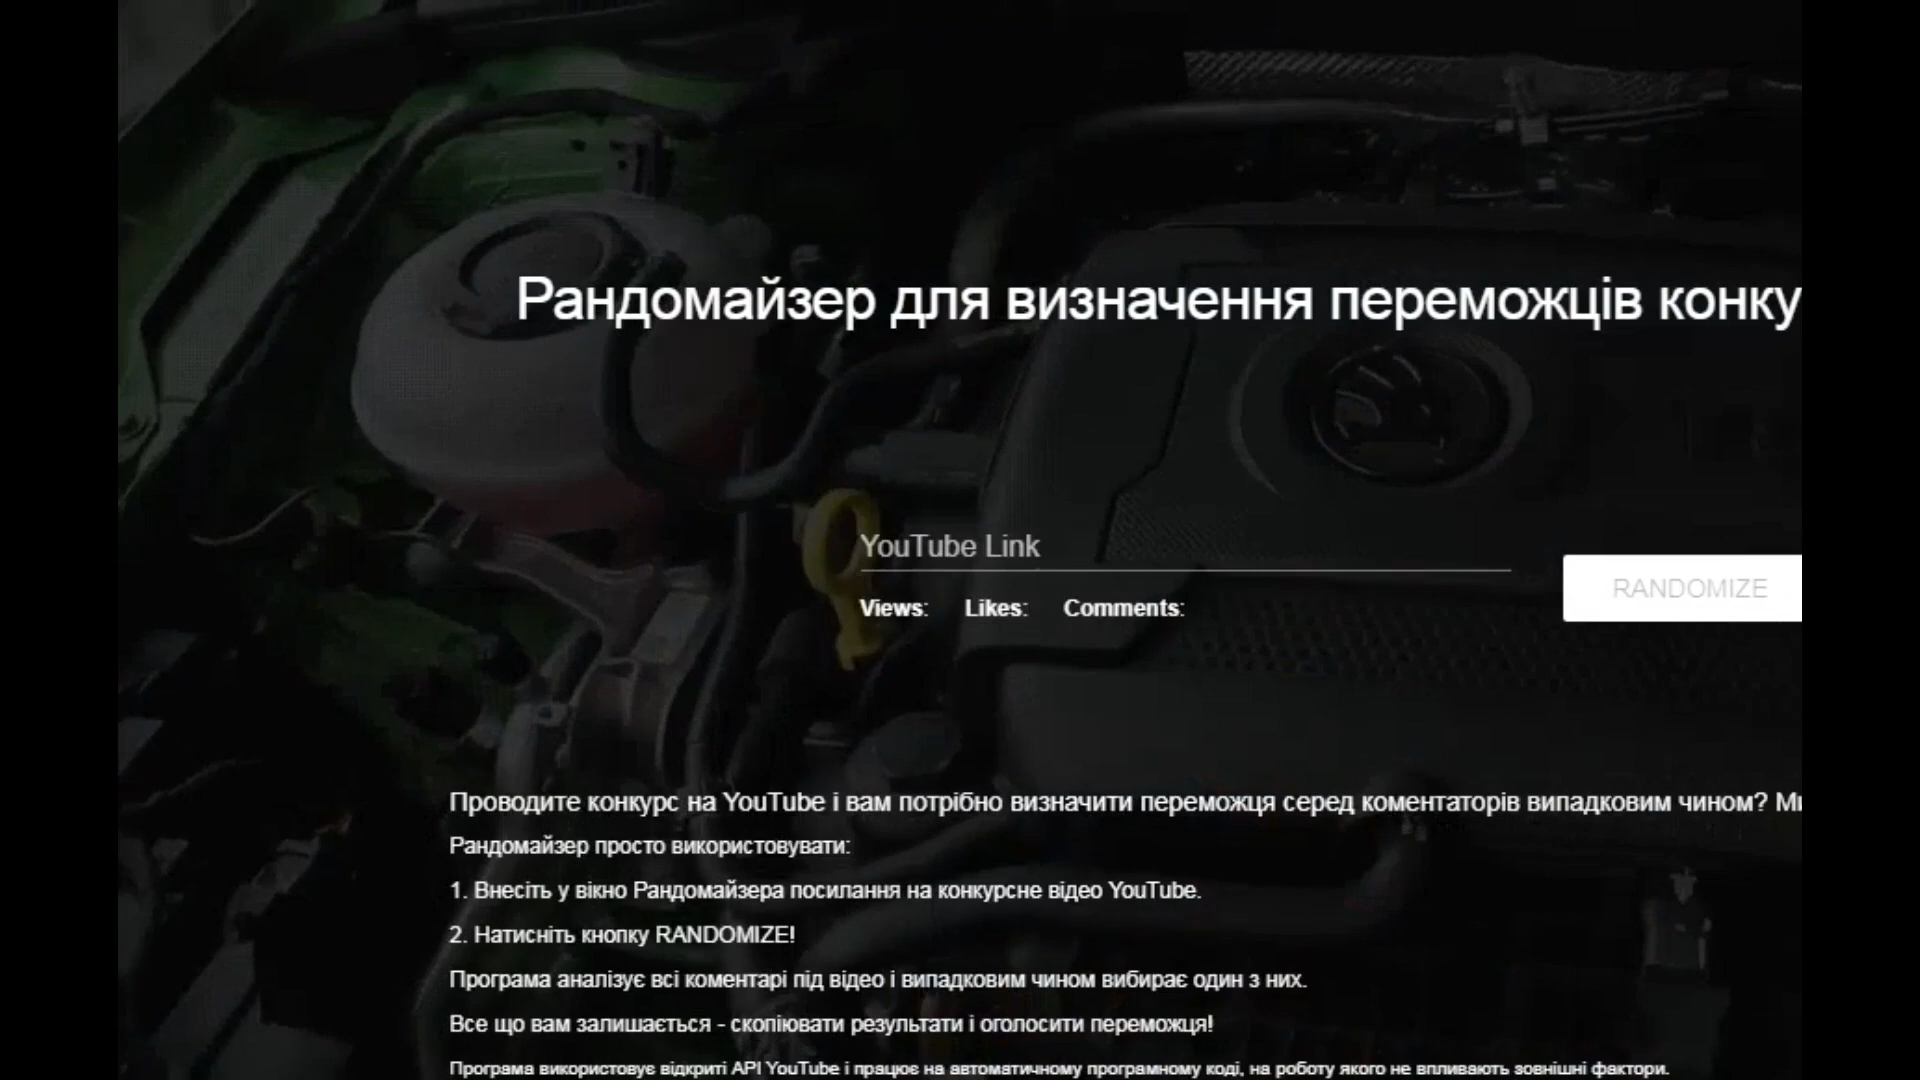 Рандомайзер для визначення переможців конку
YouTube Link
RANDOMIZE
Views: Likes: Comments:
Проводите конкурс на YouTube і вам потрібно визначити переможця серед коментаторів випадковим чином? Ми
Рандомайзер просто використовувати:
1. Внесіть у вікно Рандомайзера посилання на конкурсне відео YouTube.
2. Натисніть кнопку RANDOMIZE!
Програма аналізує всі коментарі під відео і випадковим чином вибирає один з них.
Все що вам залишається - скопіювати результати і оголосити переможця!
Програма використовує відкриті API YouTube і працює на автоматичному програмному коді, на роботу якого не впливають зовнішні фактори.